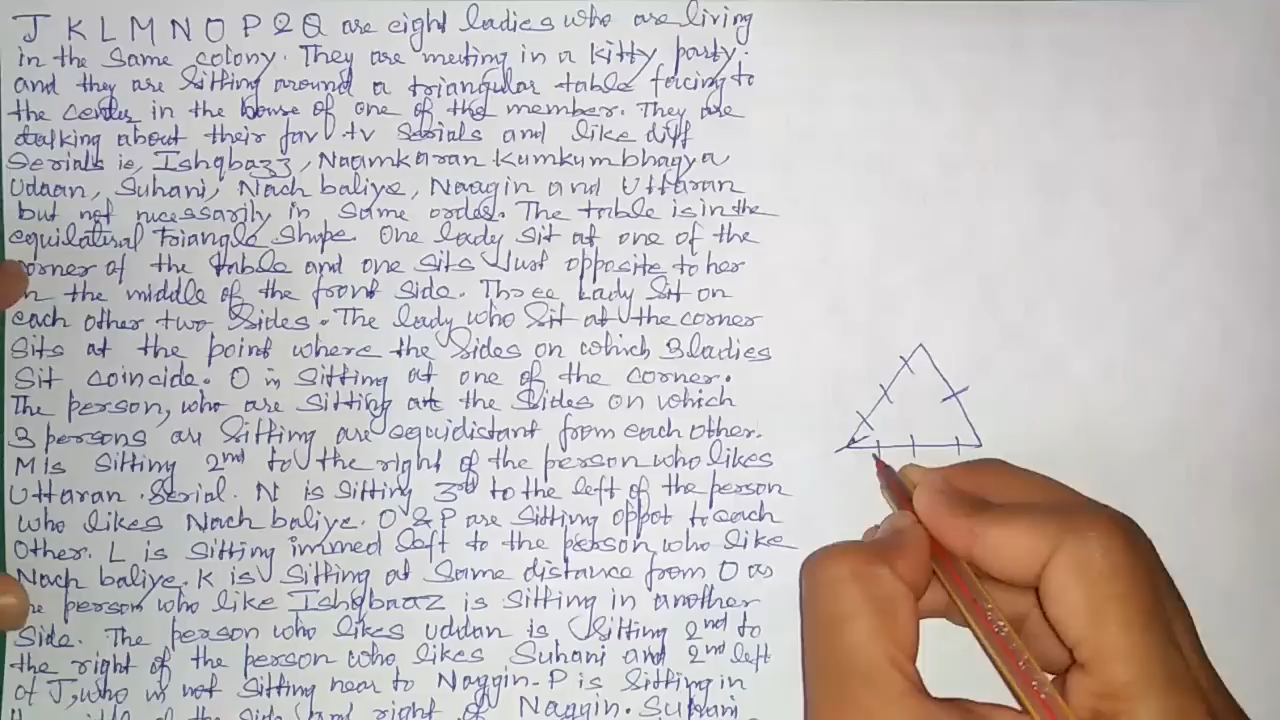 J K L M N O P & Q are eight ladies who are living
in the same colony. They are meeting in a kitty party.
and they are sitting around a triangular table facing to
the center in the house of one of the member. They are
talking about their fav tv serials and like diff
serials ie, Ishqbazz, Naamkaran Kumkum bhagya
Udaan, Suhani, Nach baliye, Naagin and Uttaran
but not necessarily in same order. The table is in the
equilateral triangle shape. One lady sit at one of the
corner of the table and one sits just opposite to her
in the middle of the front side. Three Lady Sit on
each other two sides. The lady who sit at the corner
sits at the point where the sides on which 3 ladies
Sit coincide. O is sitting at one of the corner.
The person, who are sitting at the sides on which
3 persons are sitting are equidistant from each other.
M is sitting 2nd to the right of the person who likes
Uttaran Serial. N is sitting 3rd to the left of the person
who likes Nach baliye. O & P are sitting oppot to each
other. L is sitting immed left to the person who like
Nach baliye. K is sitting at same distance from O as
person who like Ishqbaaz is sitting in another
side. The person who likes uddan is sitting 2nd to
the right of the person who likes Suhani and 2nd left
of J, who is not sitting near to Naggin. P is sitting in
the side and right of Naggin. Suhani